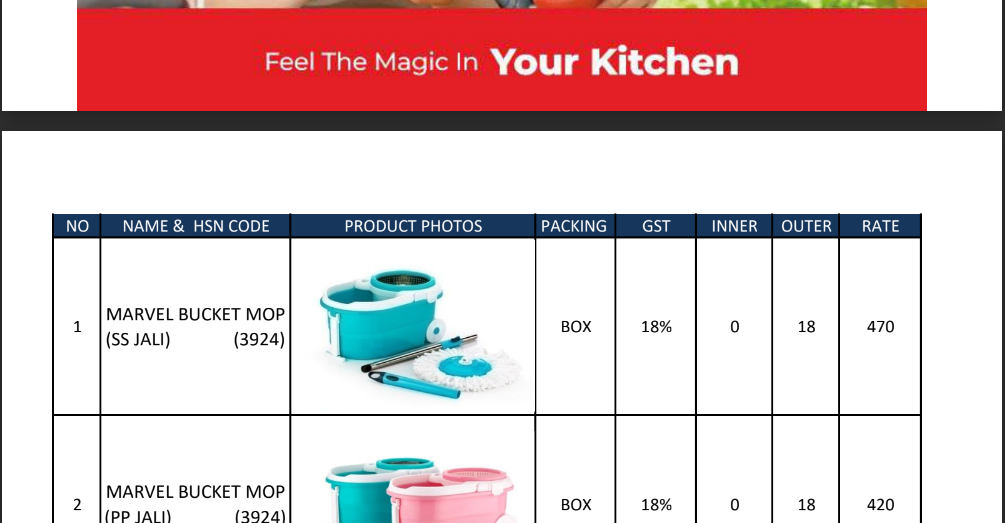 Feel The Magic In Your Kitchen
NO NAME & HSN CODE PRODUCT PHOTOS PACKING GST INNER OUTER RATE
1 MARVEL BUCKET MOP (SS JALI) (3924) BOX 18% 0 18 470
2 MARVEL BUCKET MOP (PP JALI) (3924) BOX 18% 0 18 420